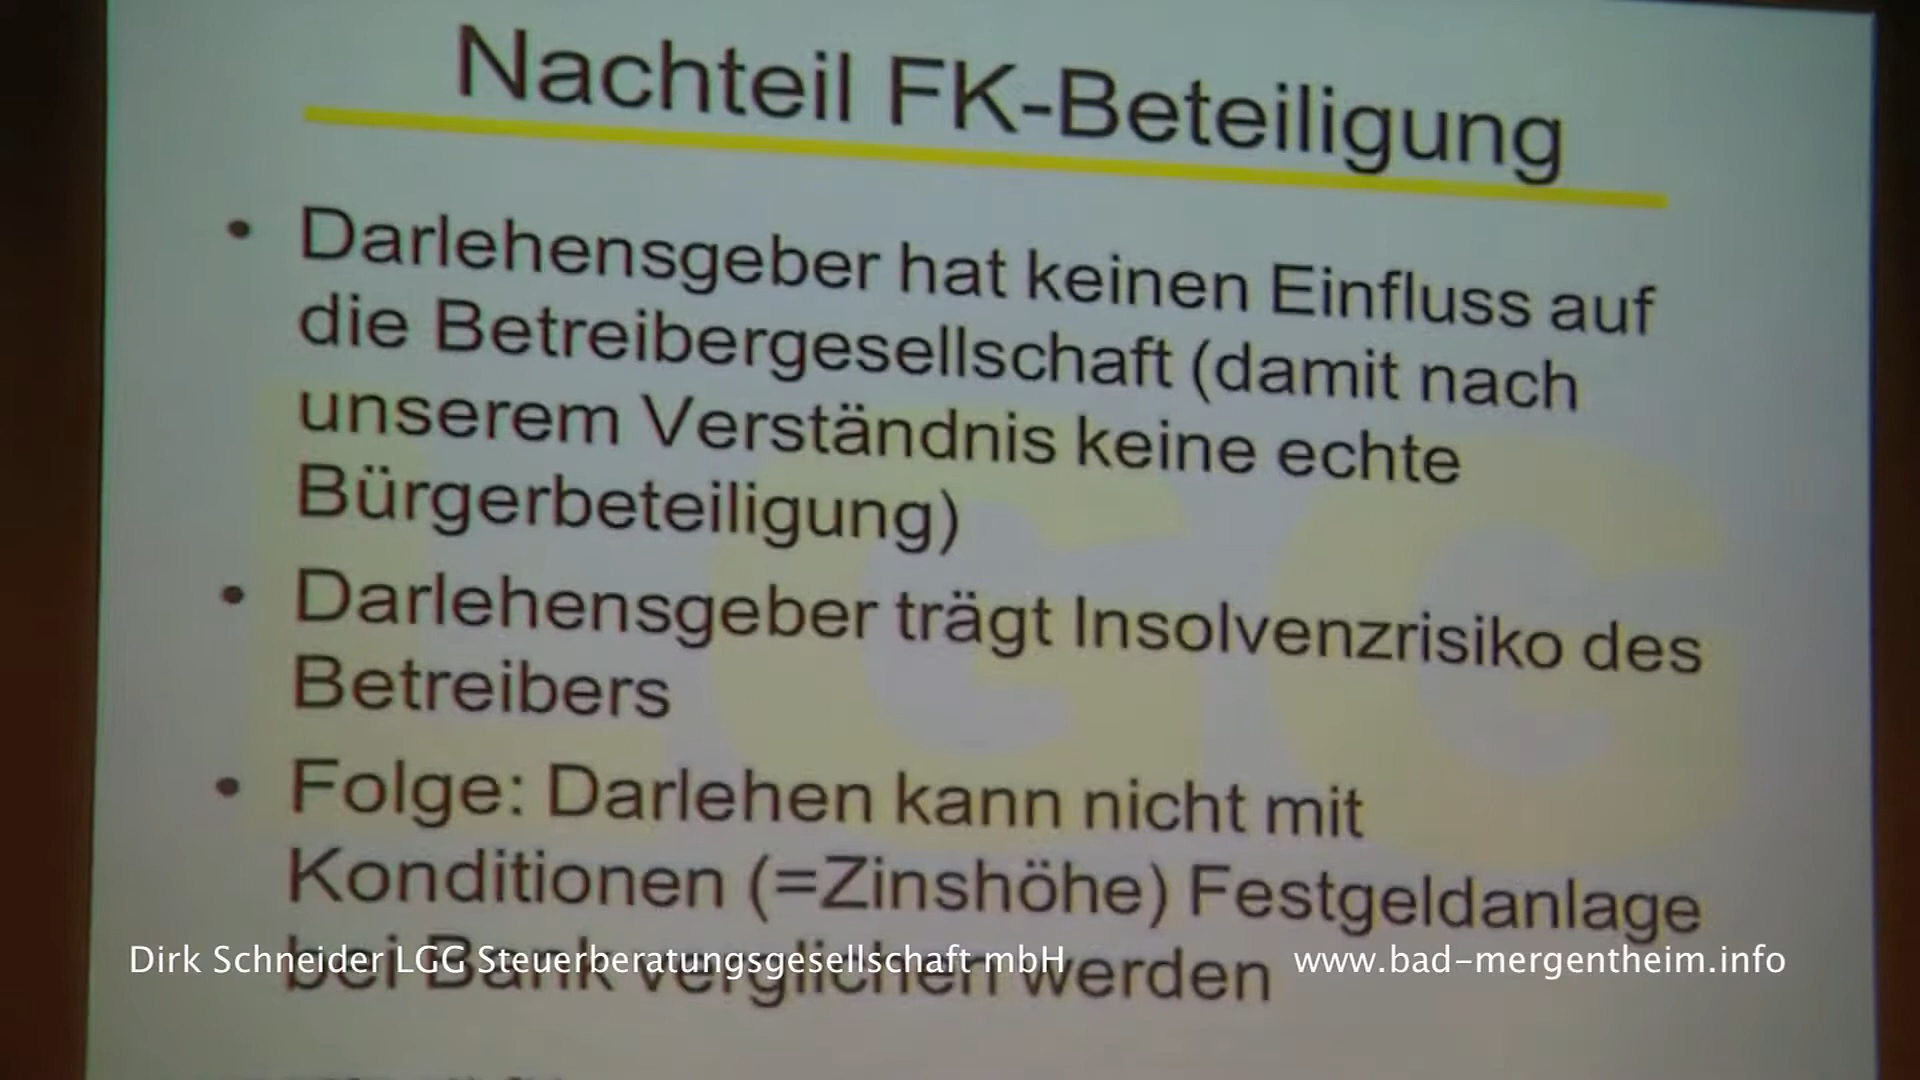 Nachteil FK-Beteiligung
• Darlehensgeber hat keinen Einfluss auf
die Betreibergesellschaft (damit nach
unserem Verständnis keine echte
Bürgerbeteiligung)
• Darlehensgeber trägt Insolvenzrisiko des
Betreibers
• Folge: Darlehen kann nicht mit
Konditionen (=Zinshöhe) Festgeldanlage
bei Bank verglichen werden
Dirk Schneider LGG Steuerberatungsgesellschaft mbH
www.bad-mergentheim.info
LGG